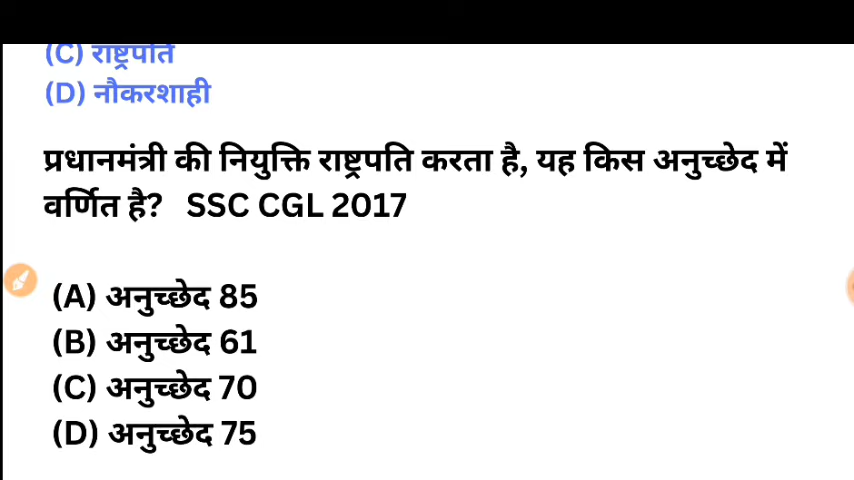 (C) राष्ट्रपति
(D) नौकरशाही
प्रधानमंत्री की नियुक्ति राष्ट्रपति करता है, यह किस अनुच्छेद में
वर्णित है? SSC CGL 2017
(A) अनुच्छेद 85
(B) अनुच्छेद 61
(C) अनुच्छेद 70
(D) अनुच्छेद 75